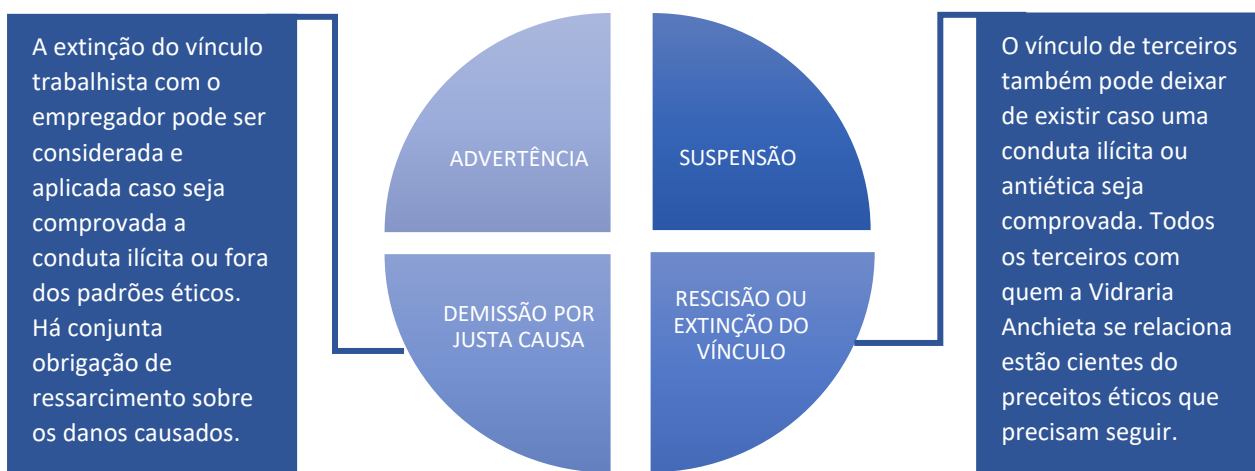 A extinção do vínculo
trabalhista com o
empregador pode ser
considerada e
aplicada caso seja
comprovada a
conduta ilícita ou fora
dos padrões éticos.
Há conjunta
obrigação de
ressarcimento sobre
os danos causados.
ADVERTÊNCIA
SUSPENSÃO
DEMISSÃO POR
JUSTA CAUSA
RESCISÃO OU
EXTINÇÃO DO
VÍNCULO
O vínculo de terceiros
também pode deixar
de existir caso uma
conduta ilícita ou
antiética seja
comprovada. Todos
os terceiros com
quem a Vidraria
Anchieta se relaciona
estão cientes do
preceitos éticos que
precisam seguir.